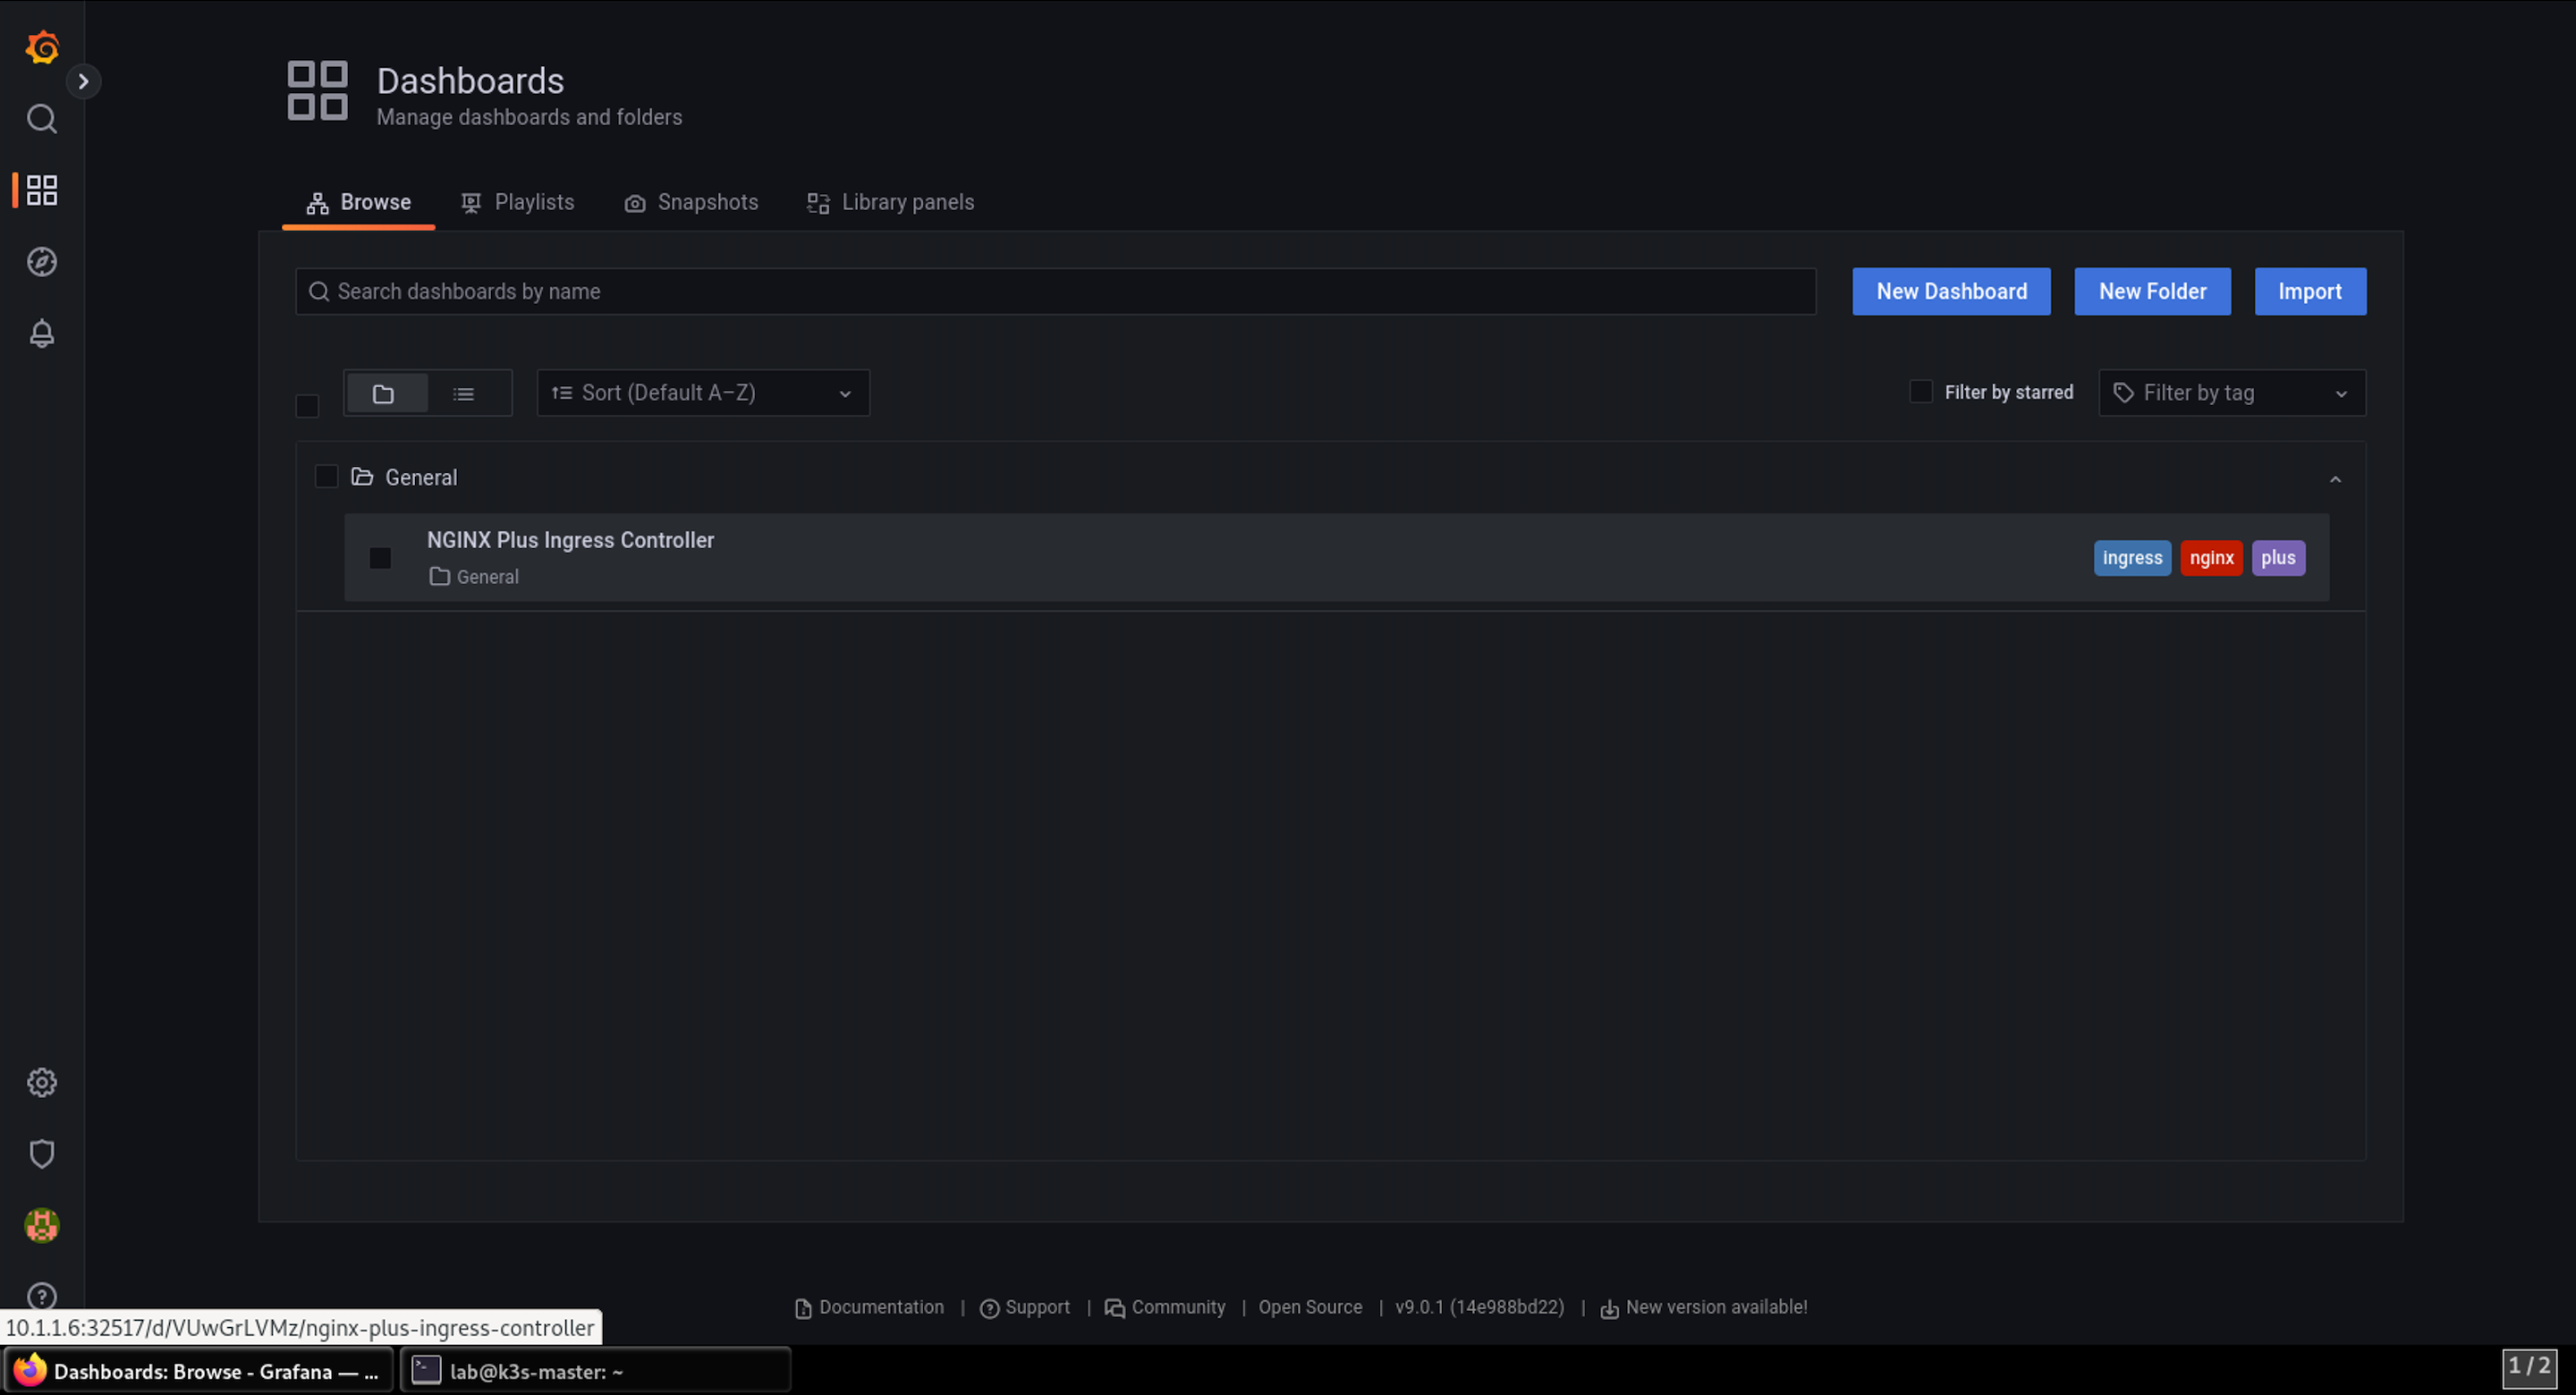 Dashboards
Manage dashboards and folders
Browse Playlists Snapshots Library panels
Search dashboards by name New Dashboard New Folder Import
Sort (Default A–Z) Filter by starred Filter by tag
General
NGINX Plus Ingress Controller
General
ingress nginx plus
Documentation | Support | Community | Open Source | v9.0.1 (14e988bd22) | New version available!
10.1.1.6:32517/d/VUwGrLVMz/nginx-plus-ingress-controller
Dashboards: Browse - Grafana — ... lab@k3s-master: ~ 1 / 2